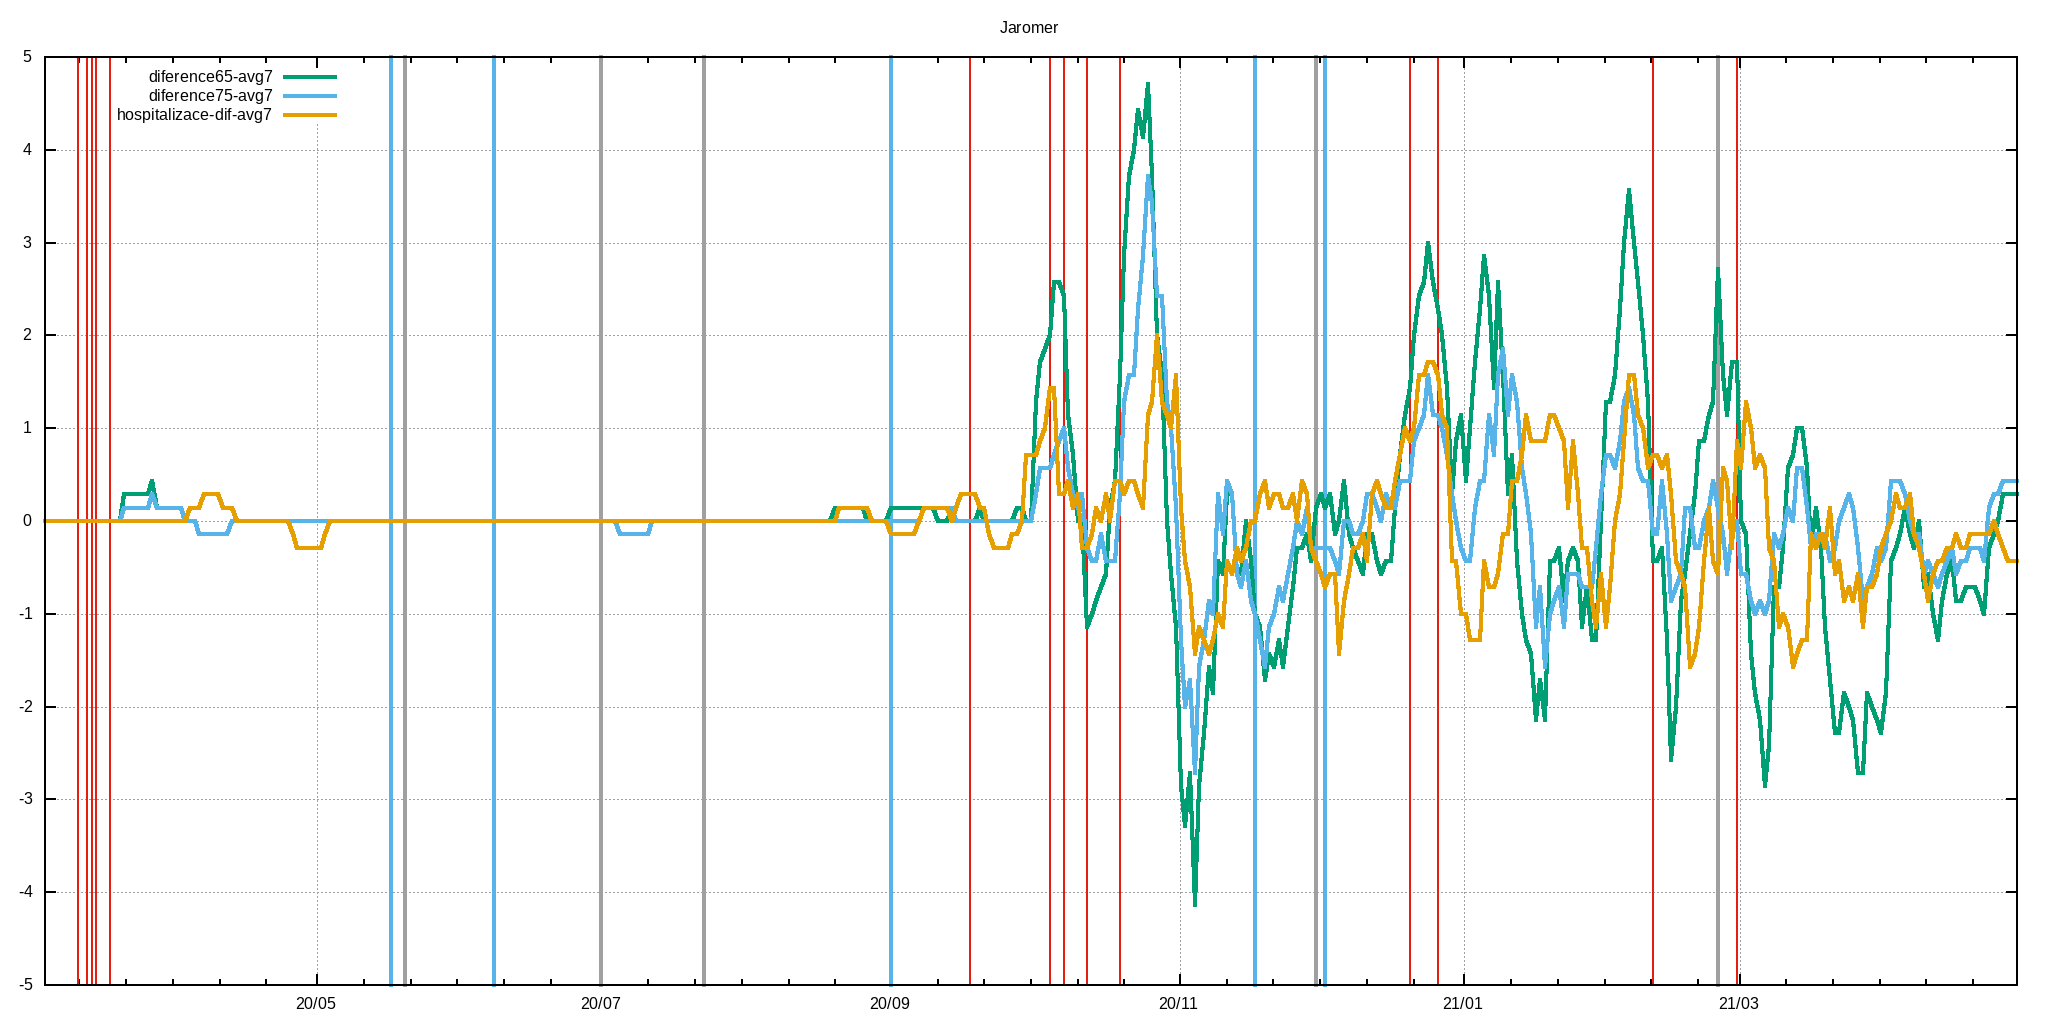 Jaromer
diference65-avg7
diference75-avg7
hospitalizace-dif-avg7
5
4
3
2
1
0
-1
-2
-3
-4
-5
20/05 20/07 20/09 20/11 21/01 21/03